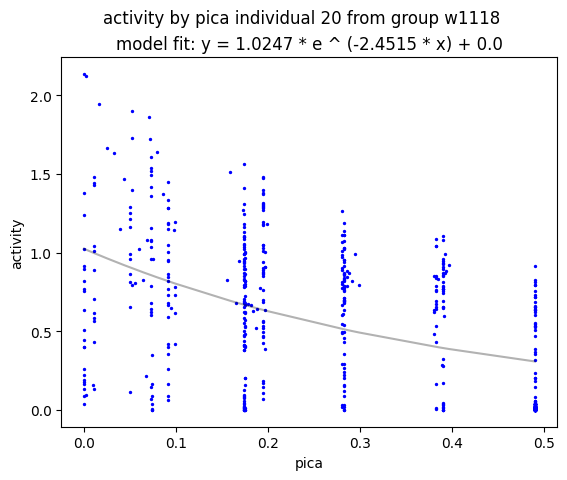 activity by pica individual 20 from group w1118
model fit: y = 1.0247 * e ^ (-2.4515 * x) + 0.0
2.0
1.5
1.0
0.5
0.0
activity
0.0 0.1 0.2 0.3 0.4 0.5
pica